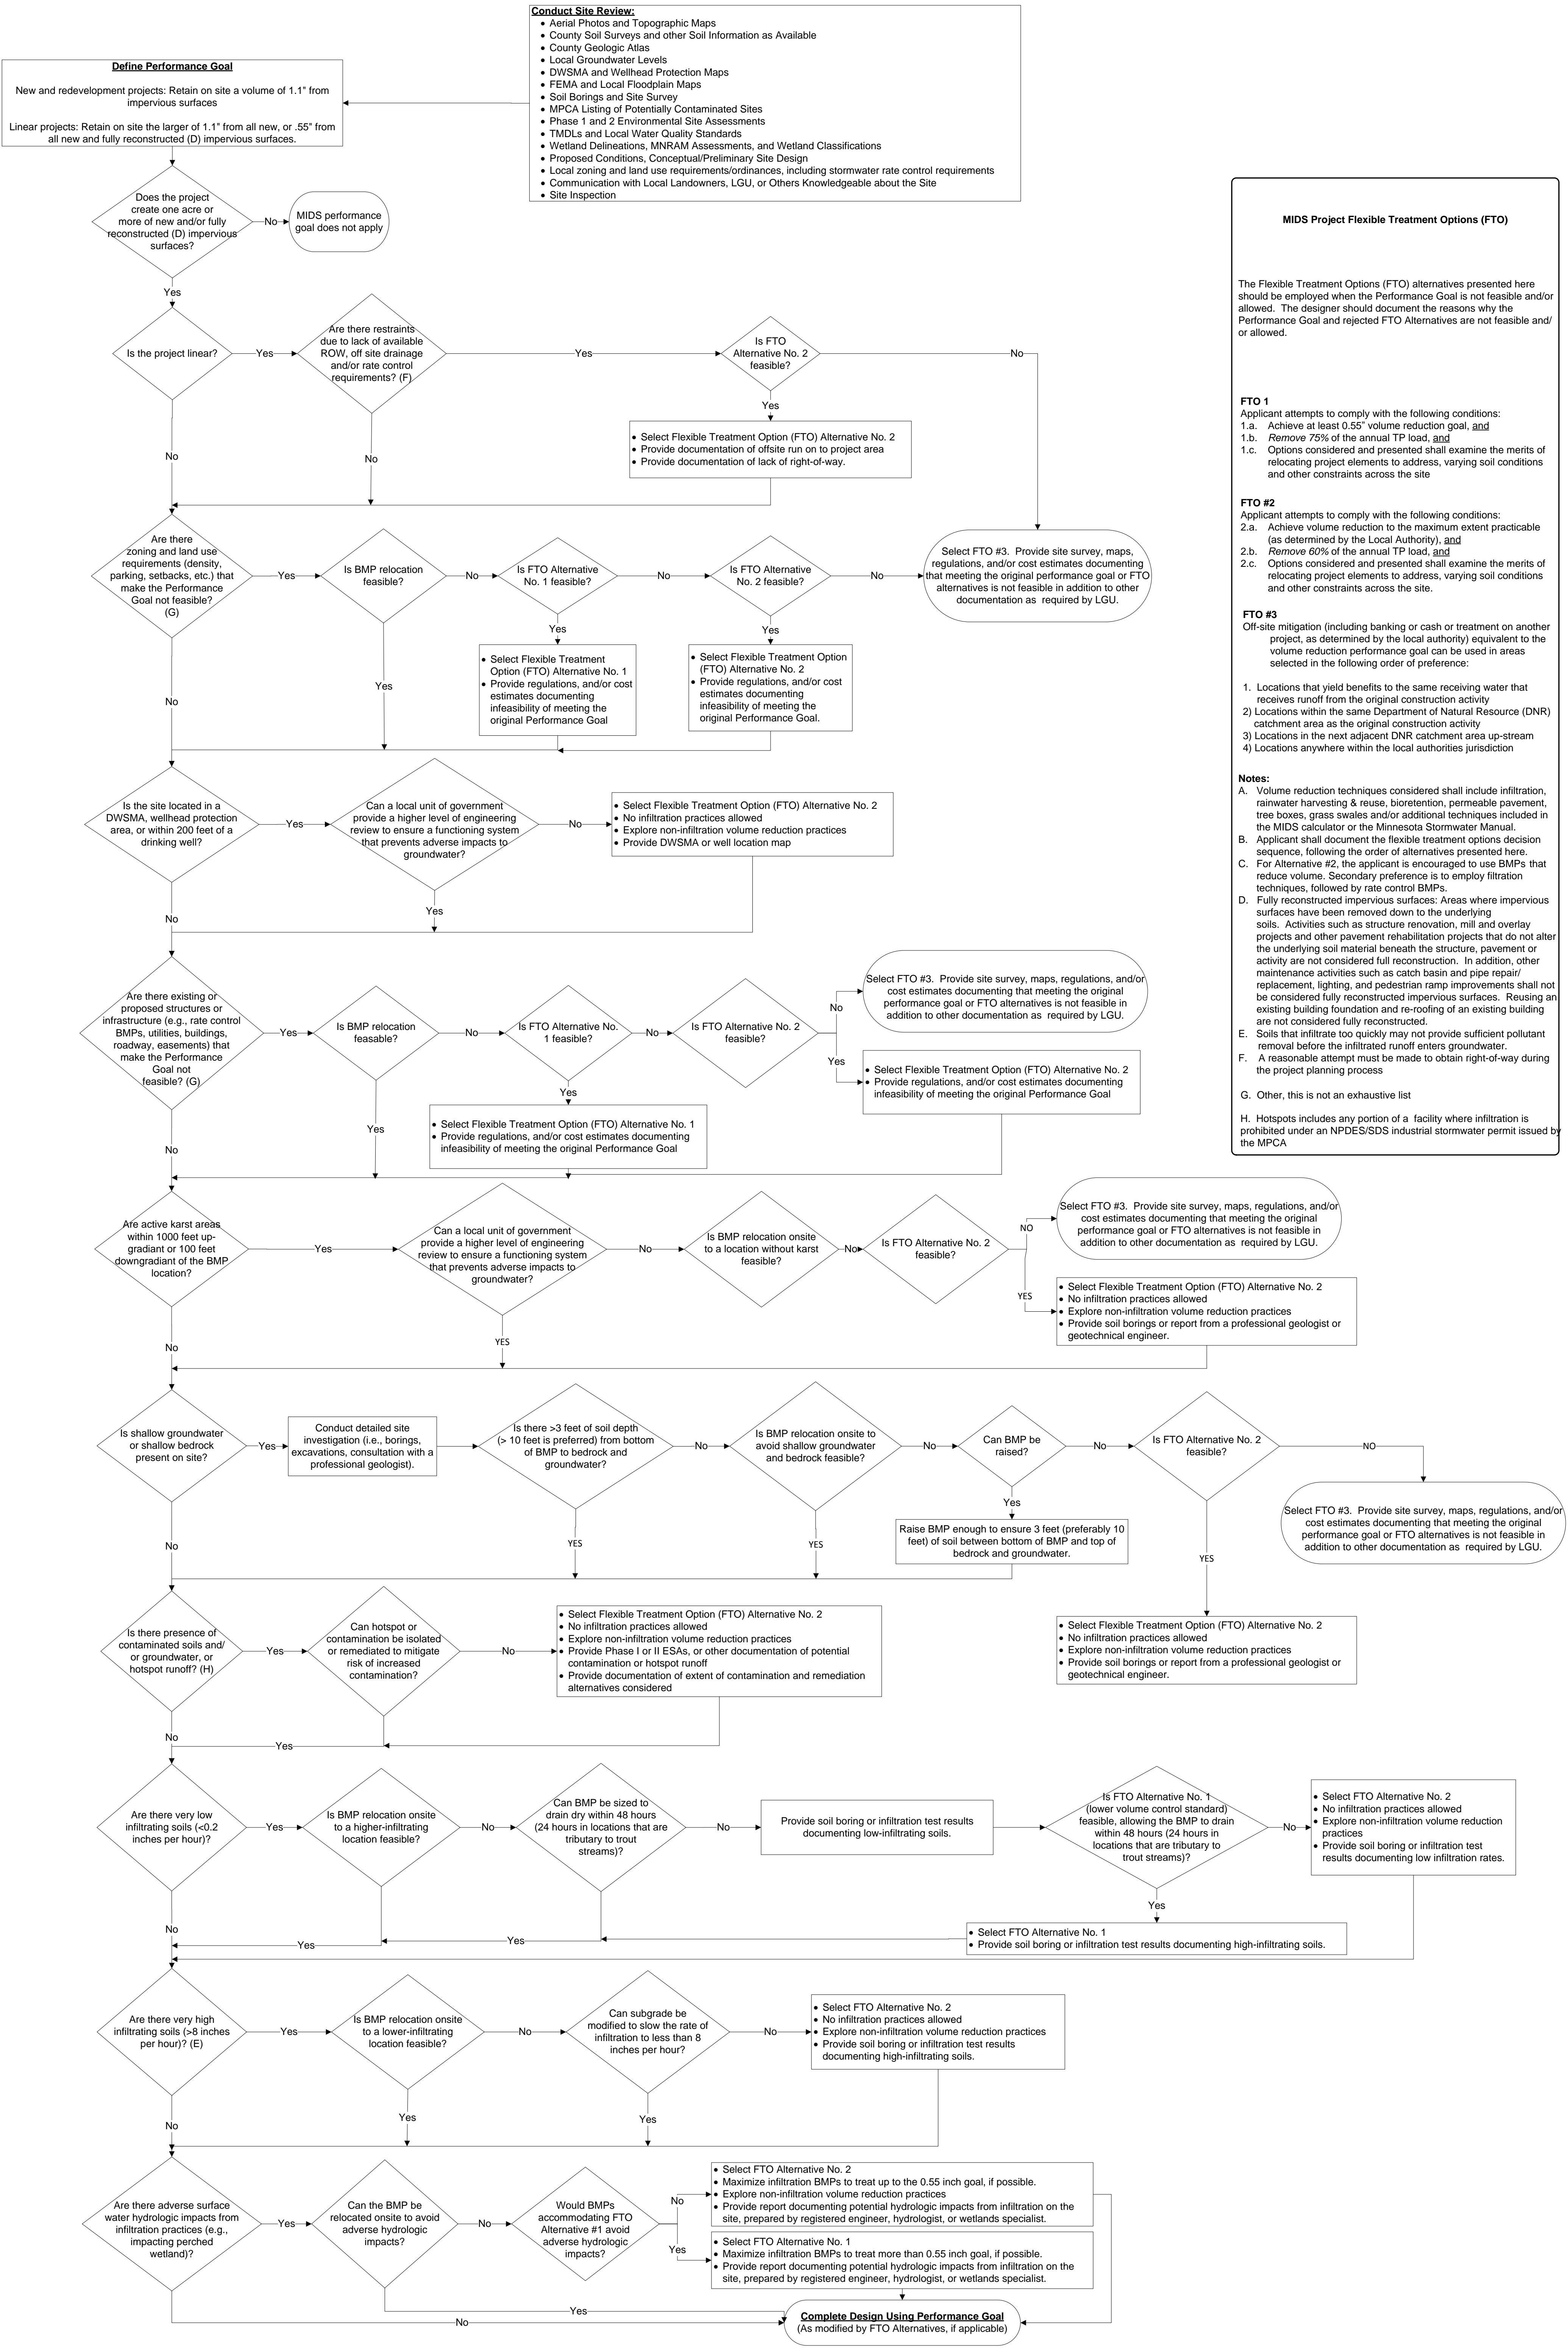 Conduct Site Review:
• Aerial Photos and Topographic Maps
• County Soil Surveys and other Soil Information as Available
• County Geologic Atlas
• Local Groundwater Levels
• DWSMA and Wellhead Protection Maps
• FEMA and Local Floodplain Maps
• Soil Borings and Site Survey
• MPCA Listing of Potentially Contaminated Sites
• Phase 1 and 2 Environmental Site Assessments
• TMDLs and Local Water Quality Standards
• Wetland Delineations, MNRAM Assessments, and Wetland Classifications
• Proposed Conditions, Conceptual/Preliminary Site Design
• Local zoning and land use requirements/ordinances, including stormwater rate control requirements
• Communication with Local Landowners, LGU, or Others Knowledgeable about the Site
• Site Inspection
Define Performance Goal
New and redevelopment projects: Retain on site a volume of 1.1" from
impervious surfaces
Linear projects: Retain on site the larger of 1.1" from all new, or .55" from
all new and fully reconstructed (D) impervious surfaces.
Does the project
create one acre or
more of new and/or fully
reconstructed (D) impervious
surfaces?
No
MIDS performance
goal does not apply
Yes
Is the project linear?
Yes
Are there restraints
due to lack of available
ROW, off site drainage
and/or rate control
requirements? (F)
Yes
Is FTO
Alternative No. 2
feasible?
No
Yes
• Select Flexible Treatment Option (FTO) Alternative No. 2
• Provide documentation of offsite run on to project area
• Provide documentation of lack of right-of-way.
No
No
Are there
zoning and land use
requirements (density,
parking, setbacks, etc.) that
make the Performance
Goal not feasible?
(G)
Yes
Is BMP relocation
feasible?
No
Is FTO Alternative
No. 1 feasible?
No
Is FTO Alternative
No. 2 feasible?
No
Select FTO #3.  Provide site survey, maps,
regulations, and/or cost estimates documenting
that meeting the original performance goal or FTO
alternatives is not feasible in addition to other
documentation as  required by LGU.
Yes
Yes
• Select Flexible Treatment
Option (FTO) Alternative No. 1
• Provide regulations, and/or cost
estimates documenting
infeasibility of meeting the
original Performance Goal
• Select Flexible Treatment Option
(FTO) Alternative No. 2
• Provide regulations, and/or cost
estimates documenting
infeasibility of meeting the
original Performance Goal.
Yes
No
Is the site located in a
DWSMA, wellhead protection
area, or within 200 feet of a
drinking well?
Yes
Can a local unit of government
provide a higher level of engineering
review to ensure a functioning system
that prevents adverse impacts to
groundwater?
No
• Select Flexible Treatment Option (FTO) Alternative No. 2
• No infiltration practices allowed
• Explore non-infiltration volume reduction practices
• Provide DWSMA or well location map
Yes
No
Are there existing or
proposed structures or
infrastructure (e.g., rate control
BMPs, utilities, buildings,
roadway, easements) that
make the Performance
Goal not
feasible? (G)
Yes
Is BMP relocation
feasable?
No
Is FTO Alternative No.
1 feasible?
No
Is FTO Alternative No. 2
feasible?
No
Select FTO #3.  Provide site survey, maps, regulations, and/or
cost estimates documenting that meeting the original
performance goal or FTO alternatives is not feasible in
addition to other documentation as  required by LGU.
Yes
• Select Flexible Treatment Option (FTO) Alternative No. 2
• Provide regulations, and/or cost estimates documenting
infeasibility of meeting the original Performance Goal
Yes
• Select Flexible Treatment Option (FTO) Alternative No. 1
• Provide regulations, and/or cost estimates documenting
infeasibility of meeting the original Performance Goal
Yes
No
Are active karst areas
within 1000 feet up-
gradiant or 100 feet
downgradiant of the BMP
location?
Yes
Can a local unit of government
provide a higher level of engineering
review to ensure a functioning system
that prevents adverse impacts to
groundwater?
No
Is BMP relocation onsite
to a location without karst
feasible?
No
Is FTO Alternative No. 2
feasible?
NO
Select FTO #3.  Provide site survey, maps, regulations, and/or
cost estimates documenting that meeting the original
performance goal or FTO alternatives is not feasible in
addition to other documentation as  required by LGU.
YES
• Select Flexible Treatment Option (FTO) Alternative No. 2
• No infiltration practices allowed
• Explore non-infiltration volume reduction practices
• Provide soil borings or report from a professional geologist or
geotechnical engineer.
YES
No
Is shallow groundwater
or shallow bedrock
present on site?
Yes
Conduct detailed site
investigation (i.e., borings,
excavations, consultation with a
professional geologist).
Is there >3 feet of soil depth
(> 10 feet is preferred) from bottom
of BMP to bedrock and
groundwater?
No
Is BMP relocation onsite to
avoid shallow groundwater
and bedrock feasible?
No
Can BMP be
raised?
No
Is FTO Alternative No. 2
feasible?
NO
Select FTO #3.  Provide site survey, maps, regulations, and/or
cost estimates documenting that meeting the original
performance goal or FTO alternatives is not feasible in
addition to other documentation as  required by LGU.
Yes
Raise BMP enough to ensure 3 feet (preferably 10
feet) of soil between bottom of BMP and top of
bedrock and groundwater.
YES
YES
YES
No
• Select Flexible Treatment Option (FTO) Alternative No. 2
• No infiltration practices allowed
• Explore non-infiltration volume reduction practices
• Provide soil borings or report from a professional geologist or
geotechnical engineer.
Is there presence of
contaminated soils and/
or groundwater, or
hotspot runoff? (H)
Yes
Can hotspot or
contamination be isolated
or remediated to mitigate
risk of increased
contamination?
No
• Select Flexible Treatment Option (FTO) Alternative No. 2
• No infiltration practices allowed
• Explore non-infiltration volume reduction practices
• Provide Phase I or II ESAs, or other documentation of potential
contamination or hotspot runoff
• Provide documentation of extent of contamination and remediation
alternatives considered
No
Yes
Are there very low
infiltrating soils (<0.2
inches per hour)?
Yes
Is BMP relocation onsite
to a higher-infiltrating
location feasible?
No
Can BMP be sized to
drain dry within 48 hours
(24 hours in locations that are
tributary to trout
streams)?
No
Provide soil boring or infiltration test results
documenting low-infiltrating soils.
Is FTO Alternative No. 1
(lower volume control standard)
feasible, allowing the BMP to drain
within 48 hours (24 hours in
locations that are tributary to
trout streams)?
No
• Select FTO Alternative No. 2
• No infiltration practices allowed
• Explore non-infiltration volume reduction
practices
• Provide soil boring or infiltration test
results documenting low infiltration rates.
Yes
• Select FTO Alternative No. 1
• Provide soil boring or infiltration test results documenting high-infiltrating soils.
No
Yes
Yes
Are there very high
infiltrating soils (>8 inches
per hour)? (E)
Yes
Is BMP relocation onsite
to a lower-infiltrating
location feasible?
No
Can subgrade be
modified to slow the rate of
infiltration to less than 8
inches per hour?
No
• Select FTO Alternative No. 2
• No infiltration practices allowed
• Explore non-infiltration volume reduction practices
• Provide soil boring or infiltration test results
documenting high-infiltrating soils.
No
Yes
Yes
Are there adverse surface
water hydrologic impacts from
infiltration practices (e.g.,
impacting perched
wetland)?
Yes
Can the BMP be
relocated onsite to avoid
adverse hydrologic
impacts?
No
Would BMPs
accommodating FTO
Alternative #1 avoid
adverse hydrologic
impacts?
No
• Select FTO Alternative No. 2
• Maximize infiltration BMPs to treat up to the 0.55 inch goal, if possible.
• Explore non-infiltration volume reduction practices
• Provide report documenting potential hydrologic impacts from infiltration on the
site, prepared by registered engineer, hydrologist, or wetlands specialist.
Yes
• Select FTO Alternative No. 1
• Maximize infiltration BMPs to treat more than 0.55 inch goal, if possible.
• Provide report documenting potential hydrologic impacts from infiltration on the
site, prepared by registered engineer, hydrologist, or wetlands specialist.
Yes
No
Complete Design Using Performance Goal
(As modified by FTO Alternatives, if applicable)
MIDS Project Flexible Treatment Options (FTO)
The Flexible Treatment Options (FTO) alternatives presented here
should be employed when the Performance Goal is not feasible and/or
allowed.  The designer should document the reasons why the
Performance Goal and rejected FTO Alternatives are not feasible and/
or allowed.
FTO 1
Applicant attempts to comply with the following conditions:
1.a. Achieve at least 0.55" volume reduction goal, and
1.b. Remove 75% of the annual TP load, and
1.c. Options considered and presented shall examine the merits of
relocating project elements to address, varying soil conditions
and other constraints across the site
FTO #2
Applicant attempts to comply with the following conditions:
2.a. Achieve volume reduction to the maximum extent practicable
(as determined by the Local Authority), and
2.b. Remove 60% of the annual TP load, and
2.c. Options considered and presented shall examine the merits of
relocating project elements to address, varying soil conditions
and other constraints across the site.
FTO #3
Off-site mitigation (including banking or cash or treatment on another
project, as determined by the local authority) equivalent to the
volume reduction performance goal can be used in areas
selected in the following order of preference:
1. Locations that yield benefits to the same receiving water that
receives runoff from the original construction activity
2) Locations within the same Department of Natural Resource (DNR)
catchment area as the original construction activity
3) Locations in the next adjacent DNR catchment area up-stream
4) Locations anywhere within the local authorities jurisdiction
Notes:
A. Volume reduction techniques considered shall include infiltration,
rainwater harvesting & reuse, bioretention, permeable pavement,
tree boxes, grass swales and/or additional techniques included in
the MIDS calculator or the Minnesota Stormwater Manual.
B. Applicant shall document the flexible treatment options decision
sequence, following the order of alternatives presented here.
C. For Alternative #2, the applicant is encouraged to use BMPs that
reduce volume. Secondary preference is to employ filtration
techniques, followed by rate control BMPs.
D. Fully reconstructed impervious surfaces: Areas where impervious
surfaces have been removed down to the underlying
soils.  Activities such as structure renovation, mill and overlay
projects and other pavement rehabilitation projects that do not alter
the underlying soil material beneath the structure, pavement or
activity are not considered full reconstruction.  In addition, other
maintenance activities such as catch basin and pipe repair/
replacement, lighting, and pedestrian ramp improvements shall not
be considered fully reconstructed impervious surfaces.  Reusing an
existing building foundation and re-roofing of an existing building
are not considered fully reconstructed.
E. Soils that infiltrate too quickly may not provide sufficient pollutant
removal before the infiltrated runoff enters groundwater.
F. A reasonable attempt must be made to obtain right-of-way during
the project planning process
G. Other, this is not an exhaustive list
H. Hotspots includes any portion of a  facility where infiltration is
prohibited under an NPDES/SDS industrial stormwater permit issued by
the MPCA